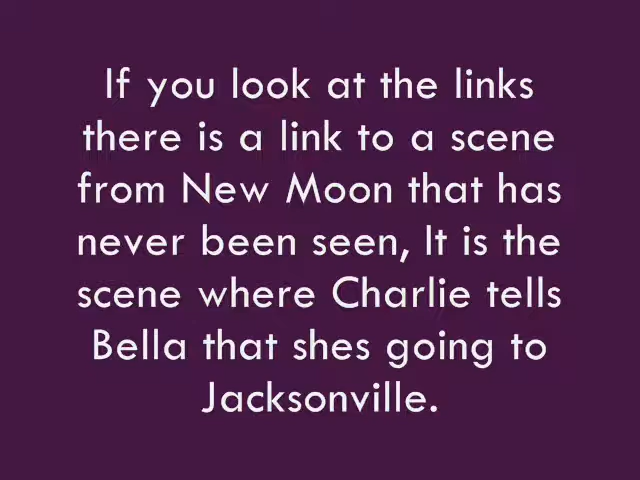 If you look at the links
there is a link to a scene
from New Moon that has
never been seen, It is the
scene where Charlie tells
Bella that shes going to
Jacksonville.